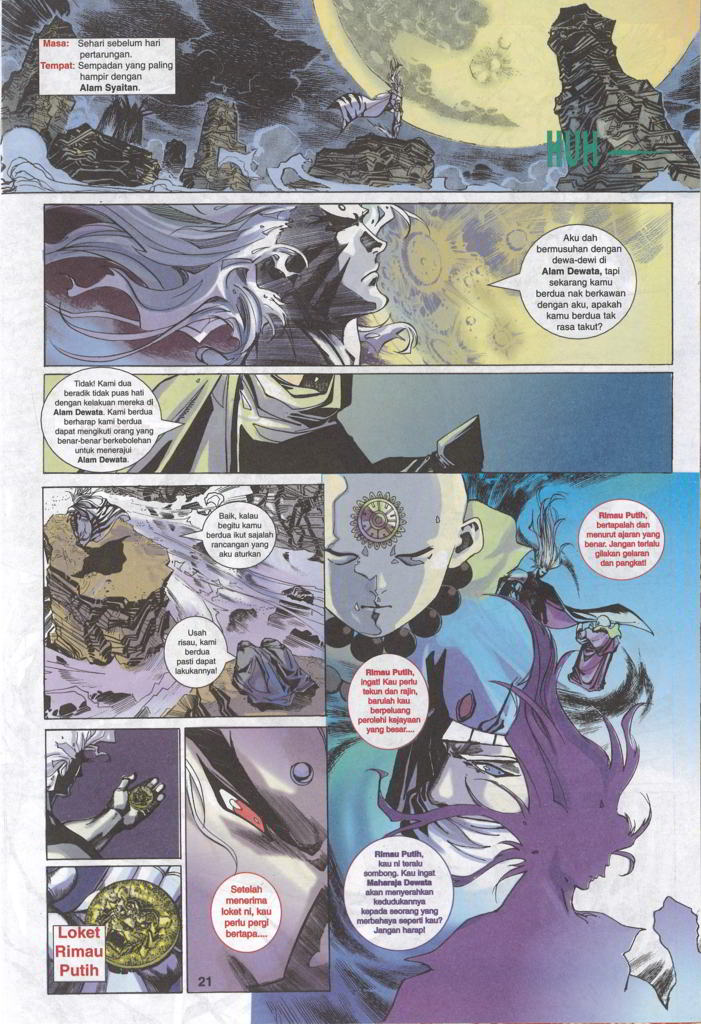 Masa: Sehari sebelum hari
pertarungan.
Tempat: Sempadan yang paling
hampir dengan
Alam Syaitan.
HUH
Aku dah
bermusuhan dengan
dewa-dewi di
Alam Dewata, tapi
sekarang kamu
berdua nak berkawan
dengan aku, apakah
kamu berdua tak
rasa takut?
Tidak! Kami dua
beradik tidak puas hati
dengan kelakuan mereka di
Alam Dewata. Kami berdua
berharap kami berdua
dapat mengikuti orang yang
benar-benar berkebolehan
untuk menerajui
Alam Dewata.
Baik, kalau
begitu kamu
berdua ikut sajalah
rancangan yang
aku aturkan
Usah
risau, kami
berdua
pasti dapat
lakukannya!
Rimau Putih,
bertapalah dan
menurut ajaran yang
benar. Jangan terlalu
gilakan gelaran
dan pangkat!
Rimau Putih,
ingat! Kau perlu
tekun dan rajin,
barulah kau
berpeluang
perolehi kejayaan
yang besar....
Rimau Putih,
kau ni teralu
sombong. Kau ingat
Maharaja Dewata
akan menyerahkan
kedudukannya
kepada seorang yang
merbahaya seperti kau?
Jangan harap!
Setelah
menerima
loket ni, kau
perlu pergi
bertapa....
Loket
Rimau
Putih
21